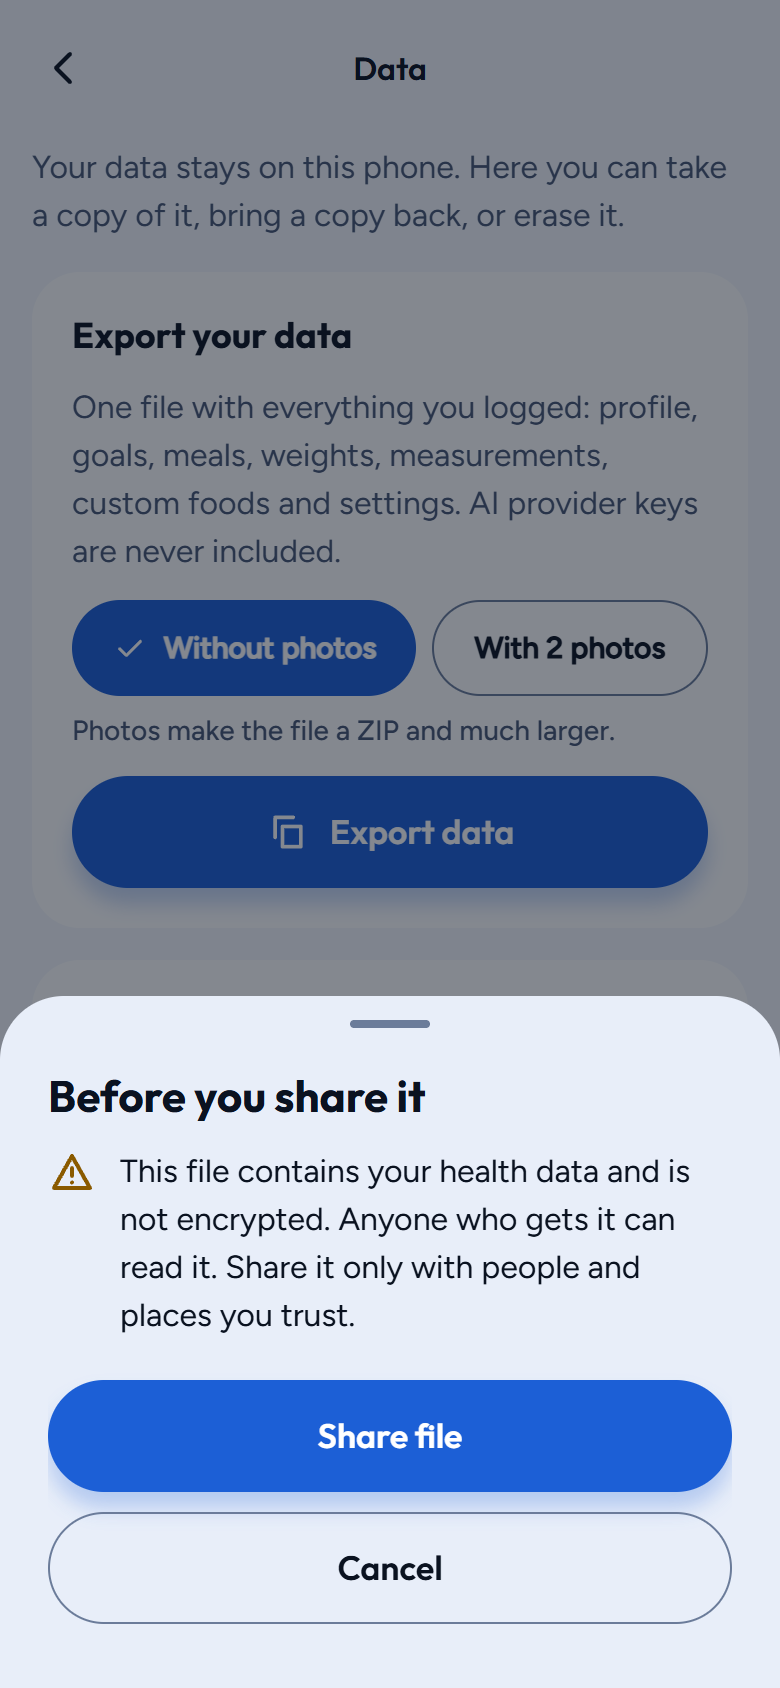 Data
Your data stays on this phone. Here you can take
a copy of it, bring a copy back, or erase it.
Export your data
One file with everything you logged: profile,
goals, meals, weights, measurements,
custom foods and settings. AI provider keys
are never included.
Without photos
With 2 photos
Photos make the file a ZIP and much larger.
Export data
Before you share it
This file contains your health data and is
not encrypted. Anyone who gets it can
read it. Share it only with people and
places you trust.
Share file
Cancel